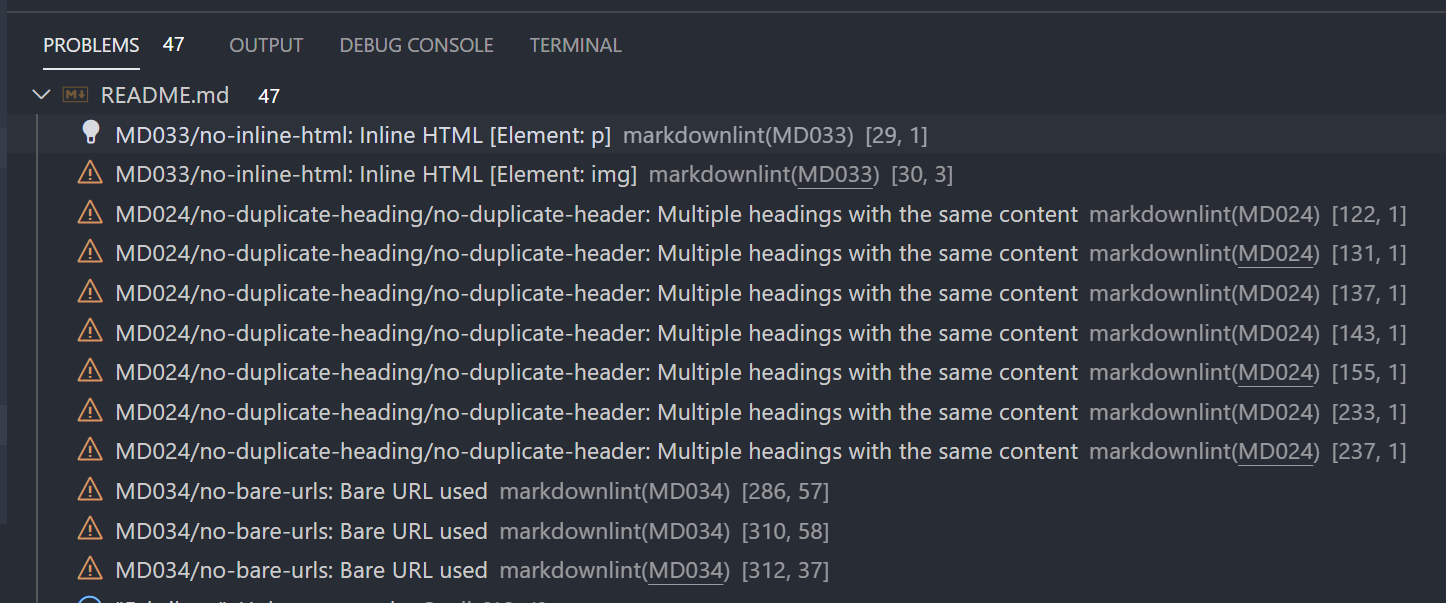 PROBLEMS 47 OUTPUT DEBUG CONSOLE TERMINAL
M↓ README.md 47
MD033/no-inline-html: Inline HTML [Element: p] markdownlint(MD033) [29, 1]
MD033/no-inline-html: Inline HTML [Element: img] markdownlint(MD033) [30, 3]
MD024/no-duplicate-heading/no-duplicate-header: Multiple headings with the same content markdownlint(MD024) [122, 1]
MD024/no-duplicate-heading/no-duplicate-header: Multiple headings with the same content markdownlint(MD024) [131, 1]
MD024/no-duplicate-heading/no-duplicate-header: Multiple headings with the same content markdownlint(MD024) [137, 1]
MD024/no-duplicate-heading/no-duplicate-header: Multiple headings with the same content markdownlint(MD024) [143, 1]
MD024/no-duplicate-heading/no-duplicate-header: Multiple headings with the same content markdownlint(MD024) [155, 1]
MD024/no-duplicate-heading/no-duplicate-header: Multiple headings with the same content markdownlint(MD024) [233, 1]
MD024/no-duplicate-heading/no-duplicate-header: Multiple headings with the same content markdownlint(MD024) [237, 1]
MD034/no-bare-urls: Bare URL used markdownlint(MD034) [286, 57]
MD034/no-bare-urls: Bare URL used markdownlint(MD034) [310, 58]
MD034/no-bare-urls: Bare URL used markdownlint(MD034) [312, 37]